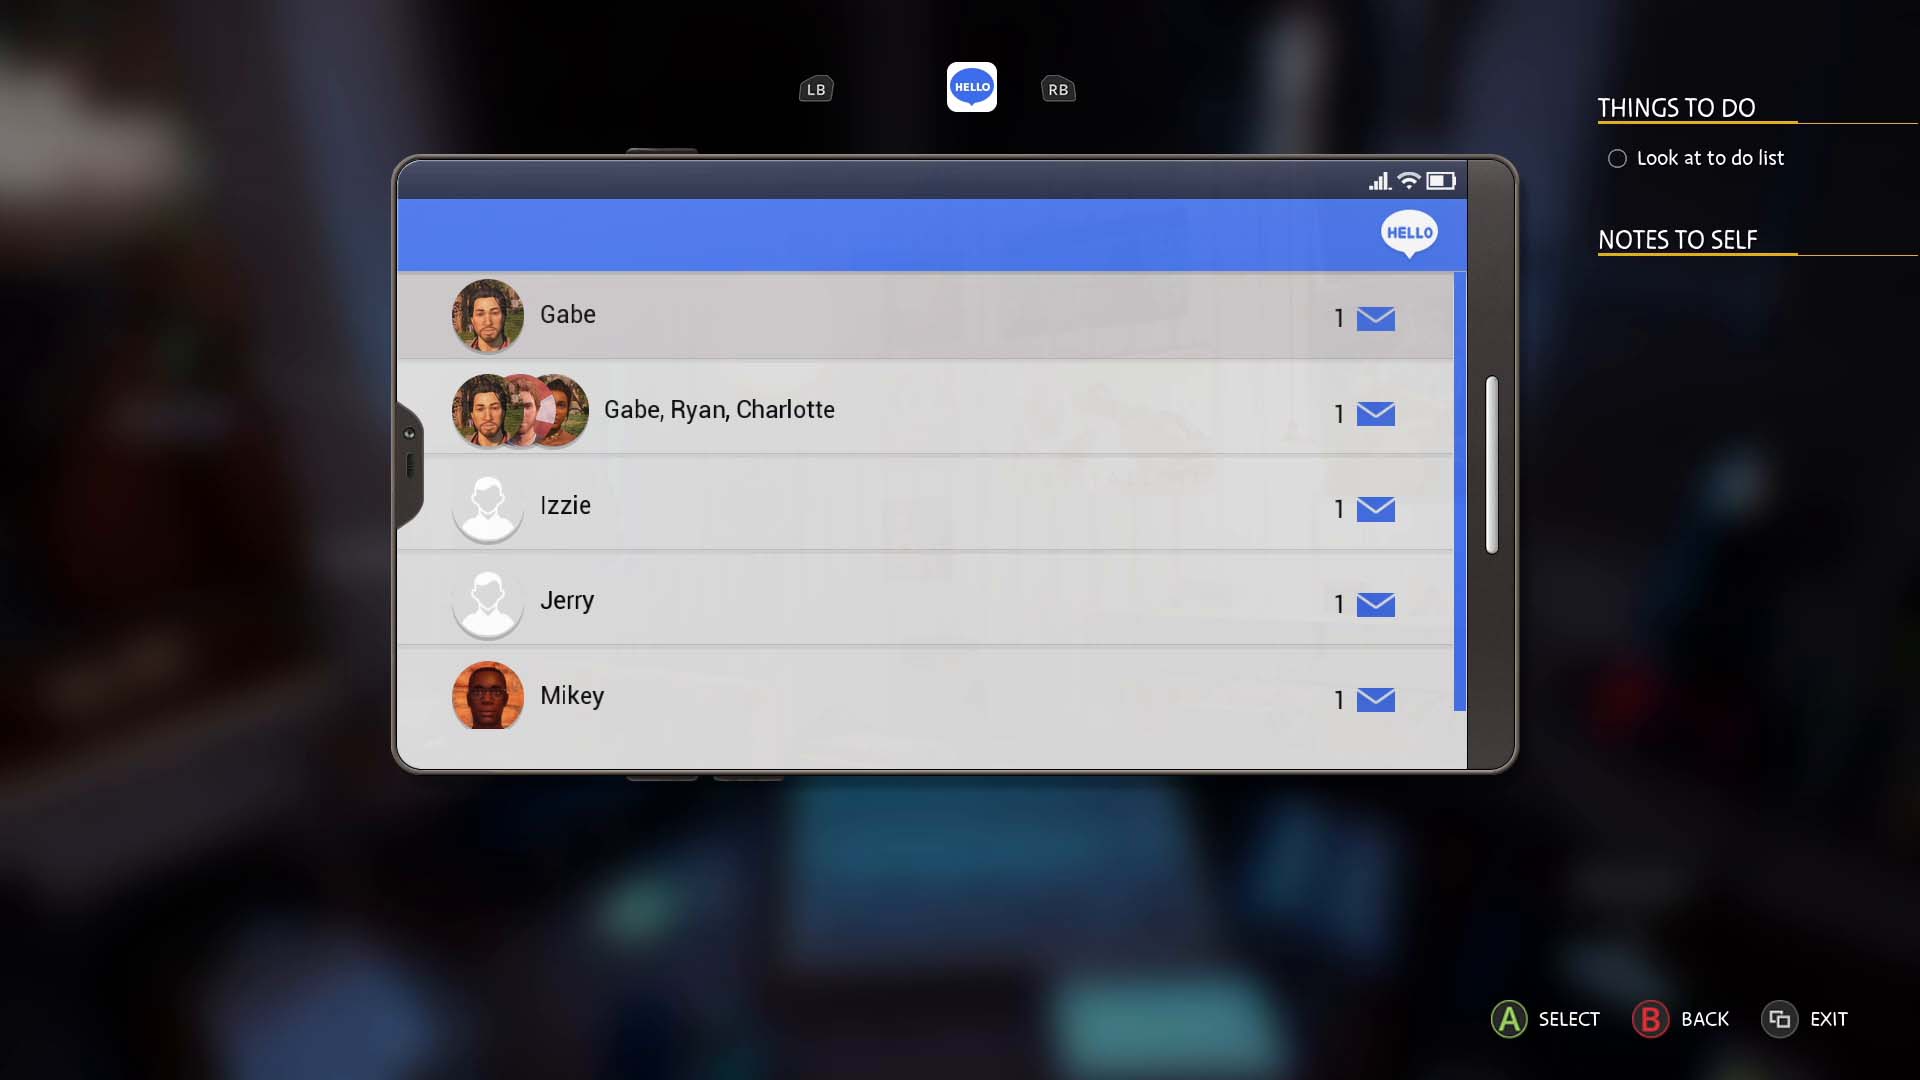 LB
HELLO
RB
THINGS TO DO
Look at to do list
NOTES TO SELF
HELLO
Gabe
1
Gabe, Ryan, Charlotte
1
Izzie
1
Jerry
1
Mikey
1
A SELECT
B BACK
EXIT